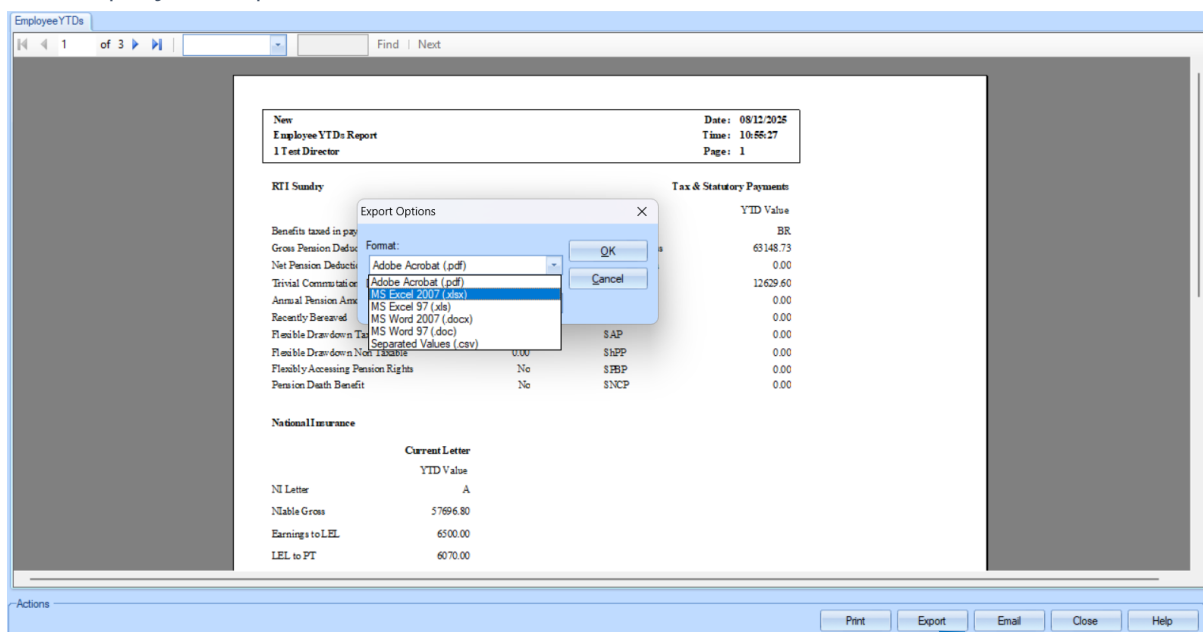 EmployeeYTDs
1 of 3 Find | Next
New Date: 08/12/2025
EmployeeYTDs Report Time: 10:55:27
1 Test Director Page: 1
RTI Sundry Tax & Statutory Payments
YTD Value
Benefits taxed in pay BR
Gross Pension Deduc 63148.73
Net Pension Deducti 0.00
Trivial Commutation 12629.60
Annual Pension Amo 0.00
Recently Bereaved 0.00
Flexible Drawdown Tax SAP 0.00
Flexible Drawdown Non Taxable 0.00 ShPP 0.00
Flexibly Accessing Pension Rights No SPBP 0.00
Pension Death Benefit No SNCP 0.00
National Insurance
Current Letter
YTD Value
NI Letter A
NIable Gross 57696.80
Earnings to LEL 6500.00
LEL to PT 6070.00
Export Options
Format:
Adobe Acrobat (.pdf)
OK
Cancel
Adobe Acrobat (.pdf)
MS Excel 2007 (.xlsx)
MS Excel 97 (.xls)
MS Word 2007 (.docx)
MS Word 97 (.doc)
Separated Values (.csv)
Actions
Print Export Email Close Help